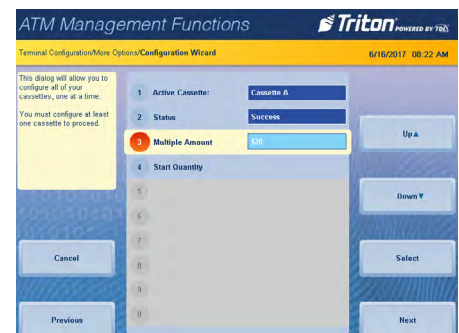 ATM Management Functions
Triton POWERED BY
Terminal Configuration/More Options/Configuration Wizard
6/16/2017 08:22 AM
This dialog will allow you to
configure all of your
cassettes, one at a time.
You must configure at least
one cassette to proceed.
1 Active Cassette: Cassette A
2 Status Success
3 Multiple Amount $20
4 Start Quantity
5
6
7
8
9
0
Up▲
Down▼
Cancel
Select
Previous
Next